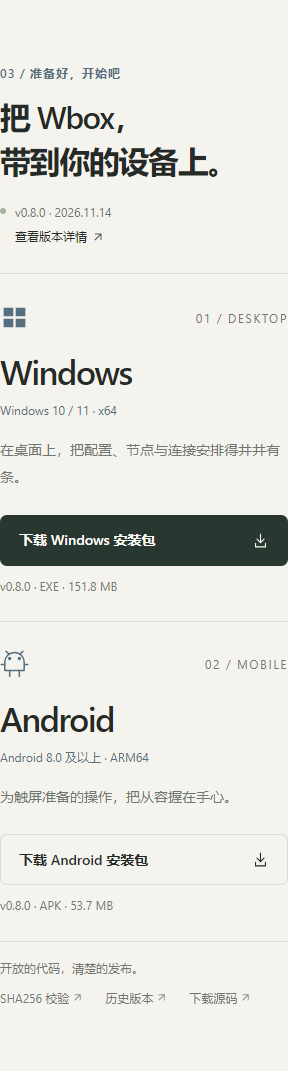 03 / 准备好，开始吧
把 Wbox，
带到你的设备上。
v0.8.0 · 2026.11.14
查看版本详情 ↗
01 / DESKTOP
Windows
Windows 10 / 11 · x64
在桌面上，把配置、节点与连接安排得井井有
条。
下载 Windows 安装包
v0.8.0 · EXE · 151.8 MB
02 / MOBILE
Android
Android 8.0 及以上 · ARM64
为触屏准备的操作，把从容握在手心。
下载 Android 安装包
v0.8.0 · APK · 53.7 MB
开放的代码，清楚的发布。
SHA256 校验 ↗ 历史版本 ↗ 下载源码 ↗